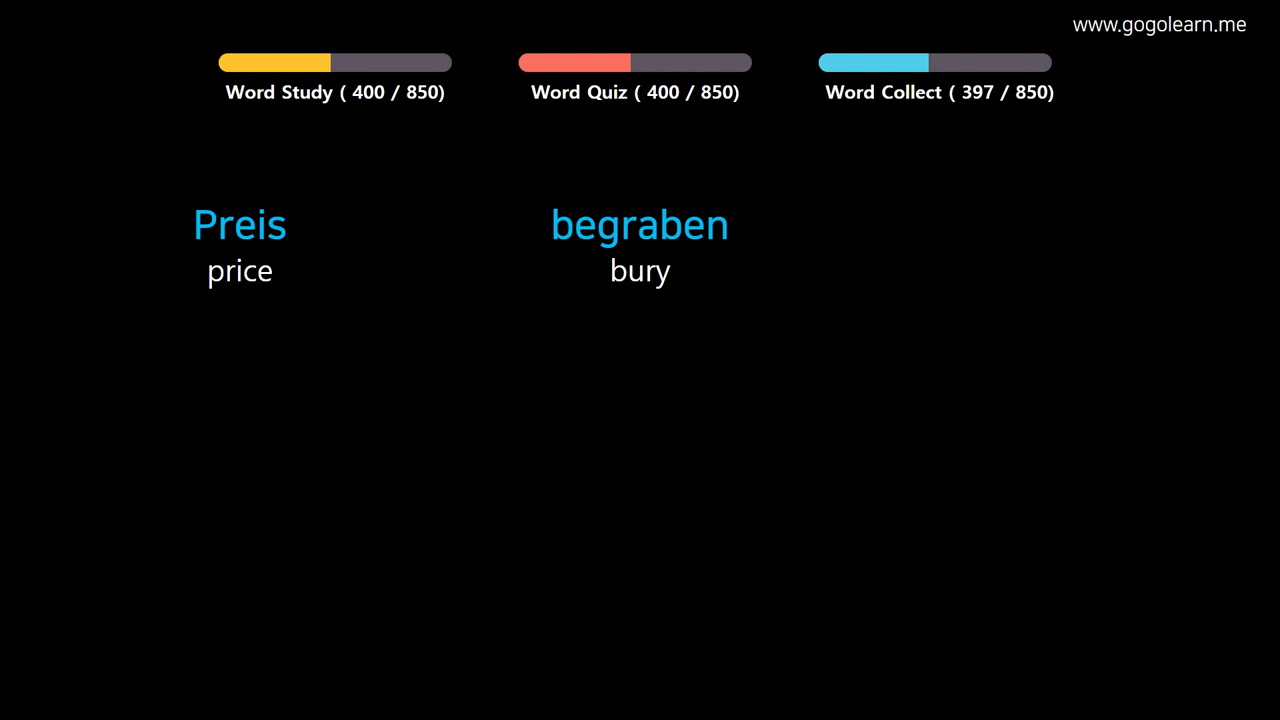 www.gogolearn.me
Word Study ( 400 / 850)
Word Quiz ( 400 / 850)
Word Collect ( 397 / 850)
Preis
price
begraben
bury